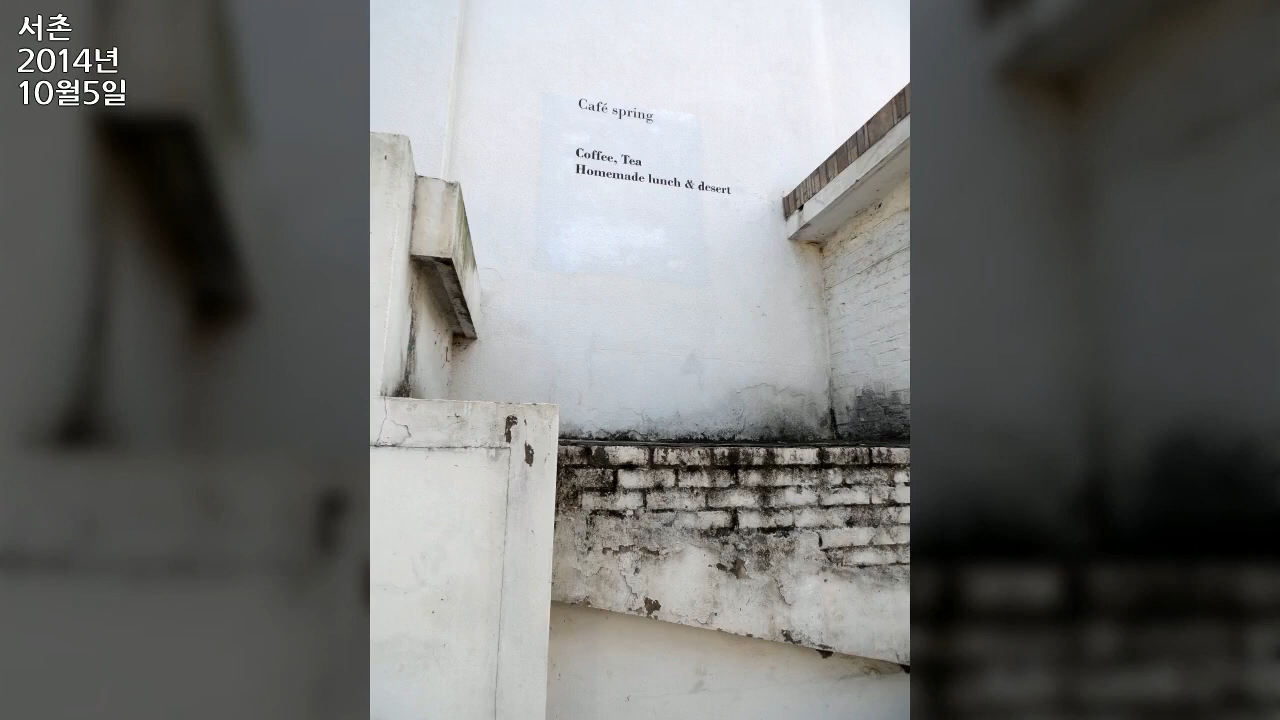 서촌
2014년
10월5일
Café spring
Coffee, Tea
Homemade lunch & desert